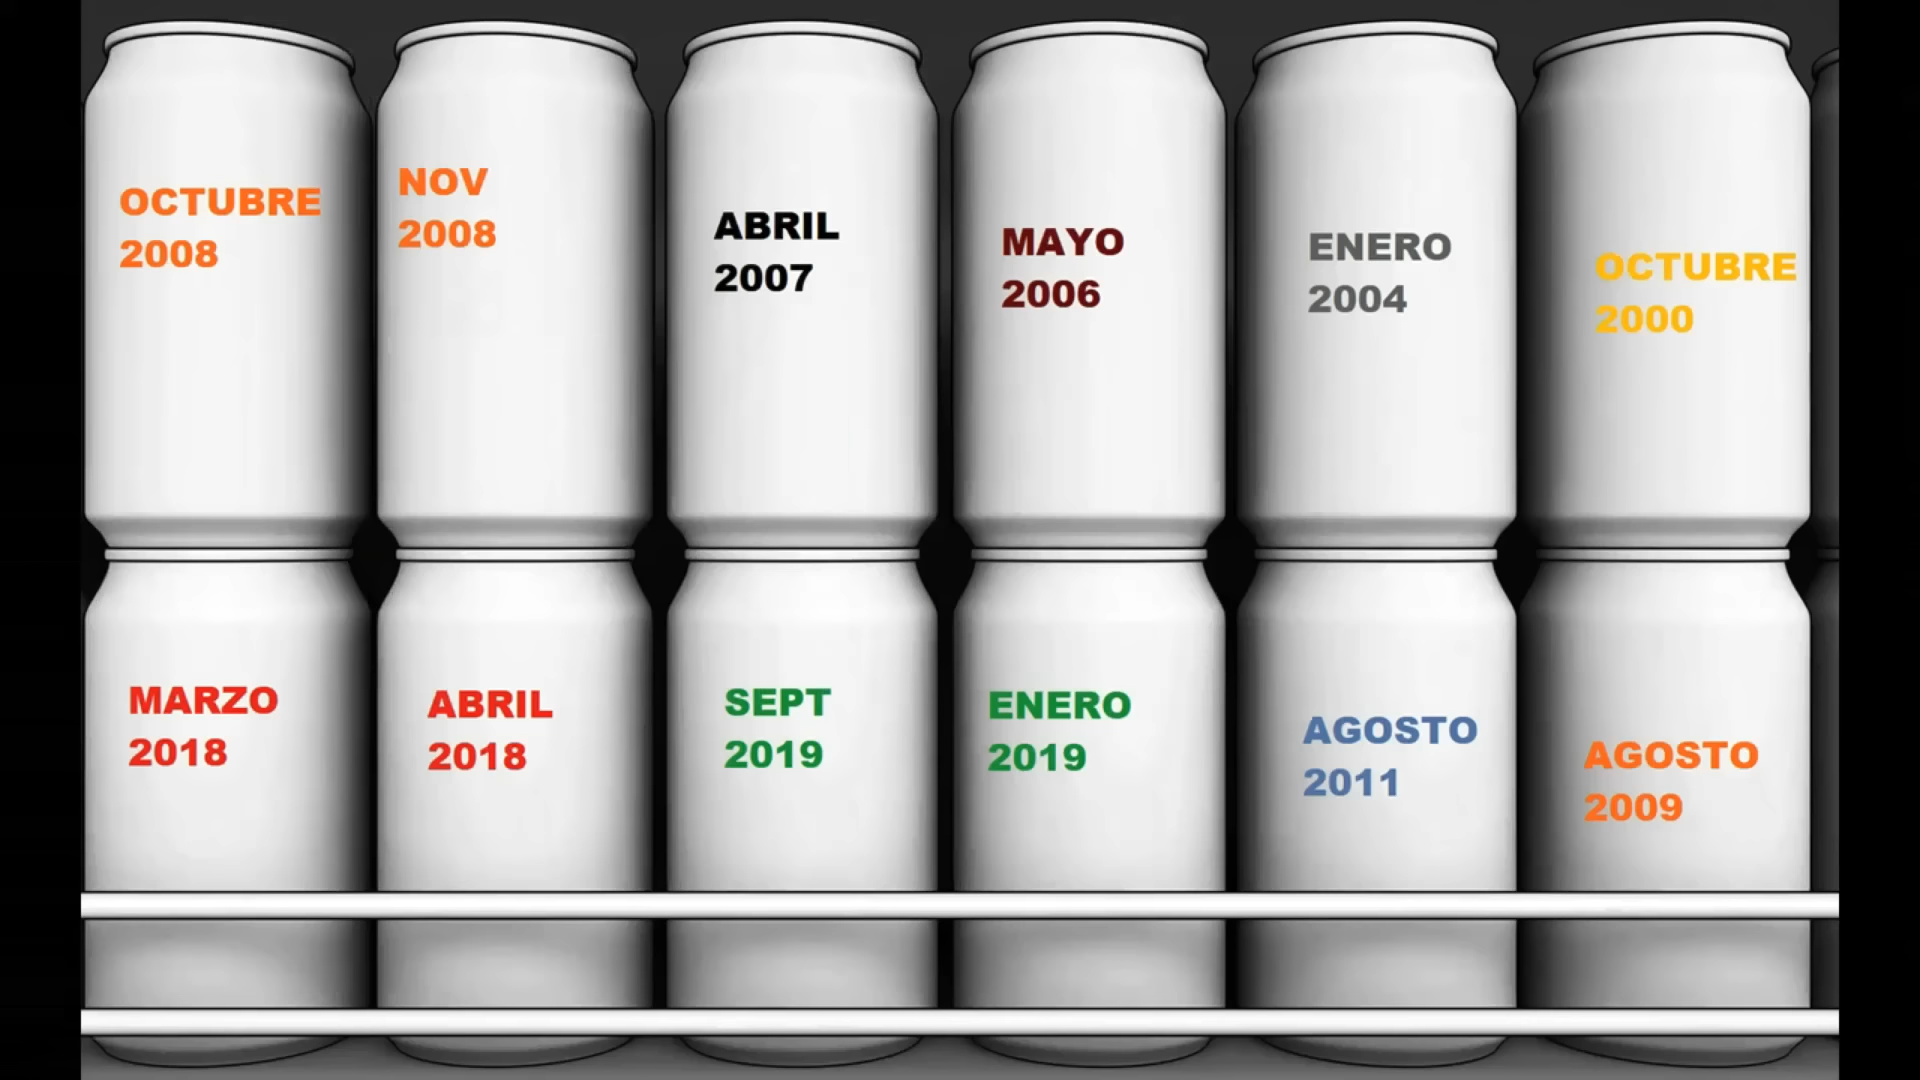 OCTUBRE
2008
NOV
2008
ABRIL
2007
MAYO
2006
ENERO
2004
OCTUBRE
2000
MARZO
2018
ABRIL
2018
SEPT
2019
ENERO
2019
AGOSTO
2011
AGOSTO
2009